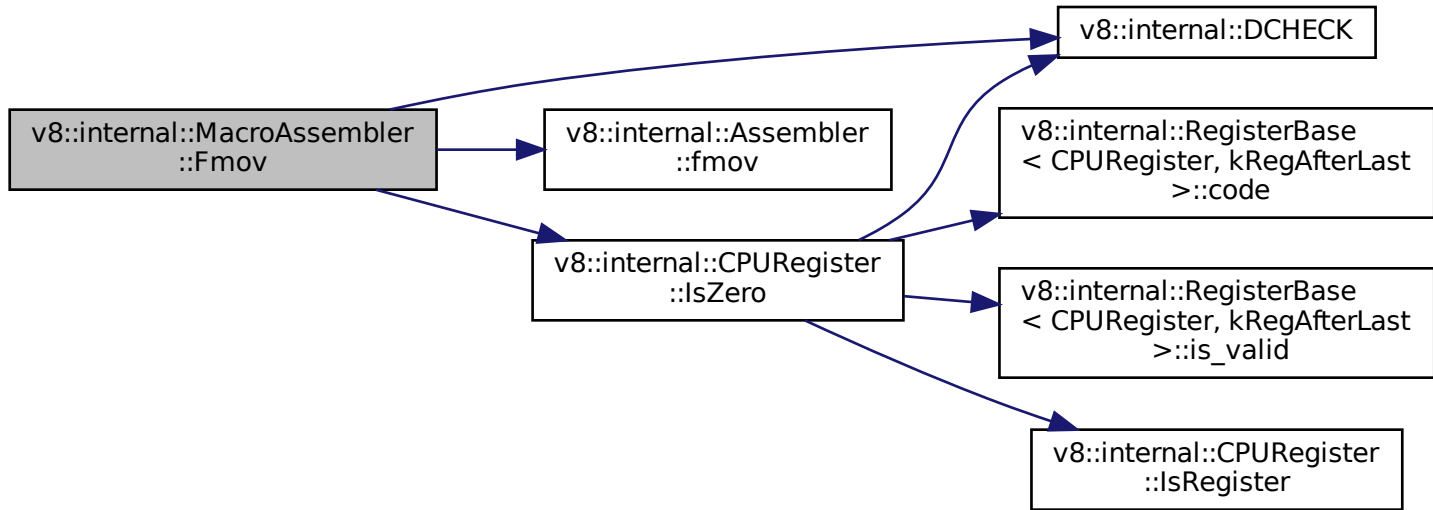 v8::internal::DCHECK
v8::internal::MacroAssembler
::Fmov
v8::internal::Assembler
::fmov
v8::internal::RegisterBase
< CPURegister, kRegAfterLast
>::code
v8::internal::CPURegister
::IsZero
v8::internal::RegisterBase
< CPURegister, kRegAfterLast
>::is_valid
v8::internal::CPURegister
::IsRegister